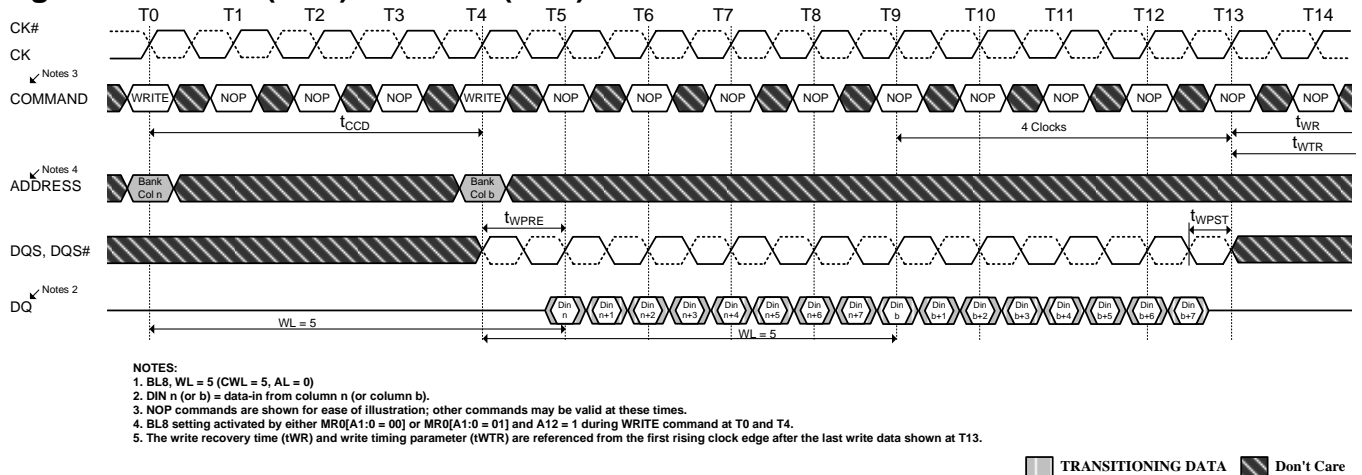 T0 T1 T2 T3 T4 T5 T6 T7 T8 T9 T10 T11 T12 T13 T14
CK#
CK
Notes 3
COMMAND
WRITE NOP NOP NOP WRITE NOP NOP NOP NOP NOP NOP NOP NOP NOP NOP
tCCD
4 Clocks
tWR
tWTR
Notes 4
ADDRESS
Bank Col n
Bank Col b
tWPRE
tWPST
DQS, DQS#
Notes 2
DQ
Din n Din n+1 Din n+2 Din n+3 Din n+4 Din n+5 Din n+6 Din n+7 Din b Din b+1 Din b+2 Din b+3 Din b+4 Din b+5 Din b+6 Din b+7
WL = 5
WL = 5
NOTES:
1. BL8, WL = 5 (CWL = 5, AL = 0)
2. DIN n (or b) = data-in from column n (or column b).
3. NOP commands are shown for ease of illustration; other commands may be valid at these times.
4. BL8 setting activated by either MR0[A1:0 = 00] or MR0[A1:0 = 01] and A12 = 1 during WRITE command at T0 and T4.
5. The write recovery time (tWR) and write timing parameter (tWTR) are referenced from the first rising clock edge after the last write data shown at T13.
TRANSITIONING DATA
Don't Care